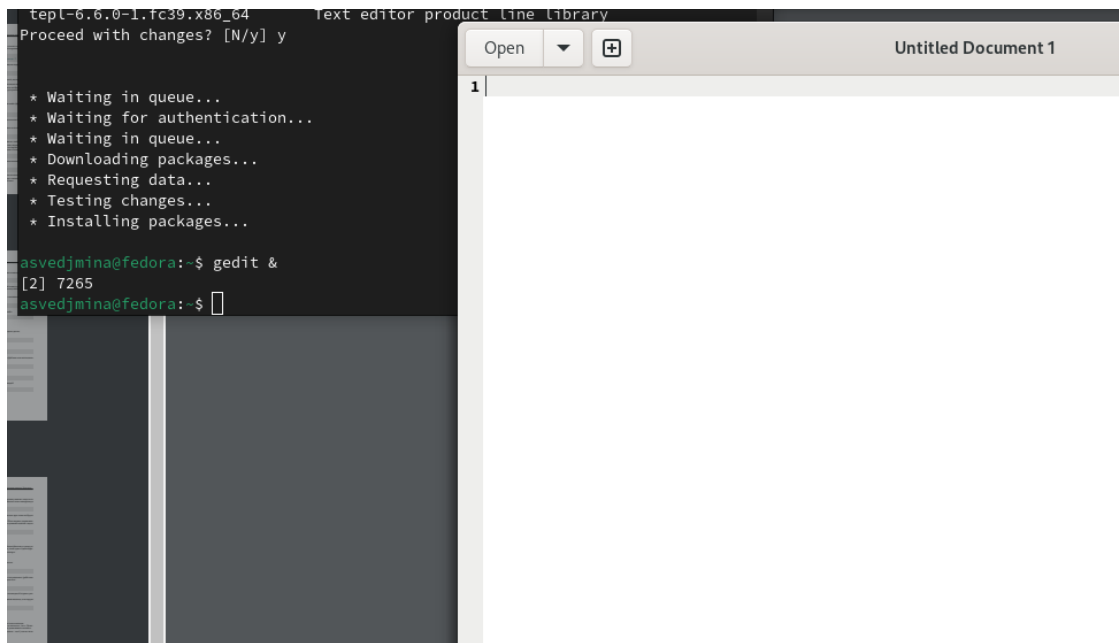 tepl-6.6.0-1.fc39.x86_64 Text editor product line library
Proceed with changes? [N/y] y
* Waiting in queue...
* Waiting for authentication...
* Waiting in queue...
* Downloading packages...
* Requesting data...
* Testing changes...
* Installing packages...
asvedjmina@fedora:~$ gedit &
[2] 7265
asvedjmina@fedora:~$
Open
Untitled Document 1
1